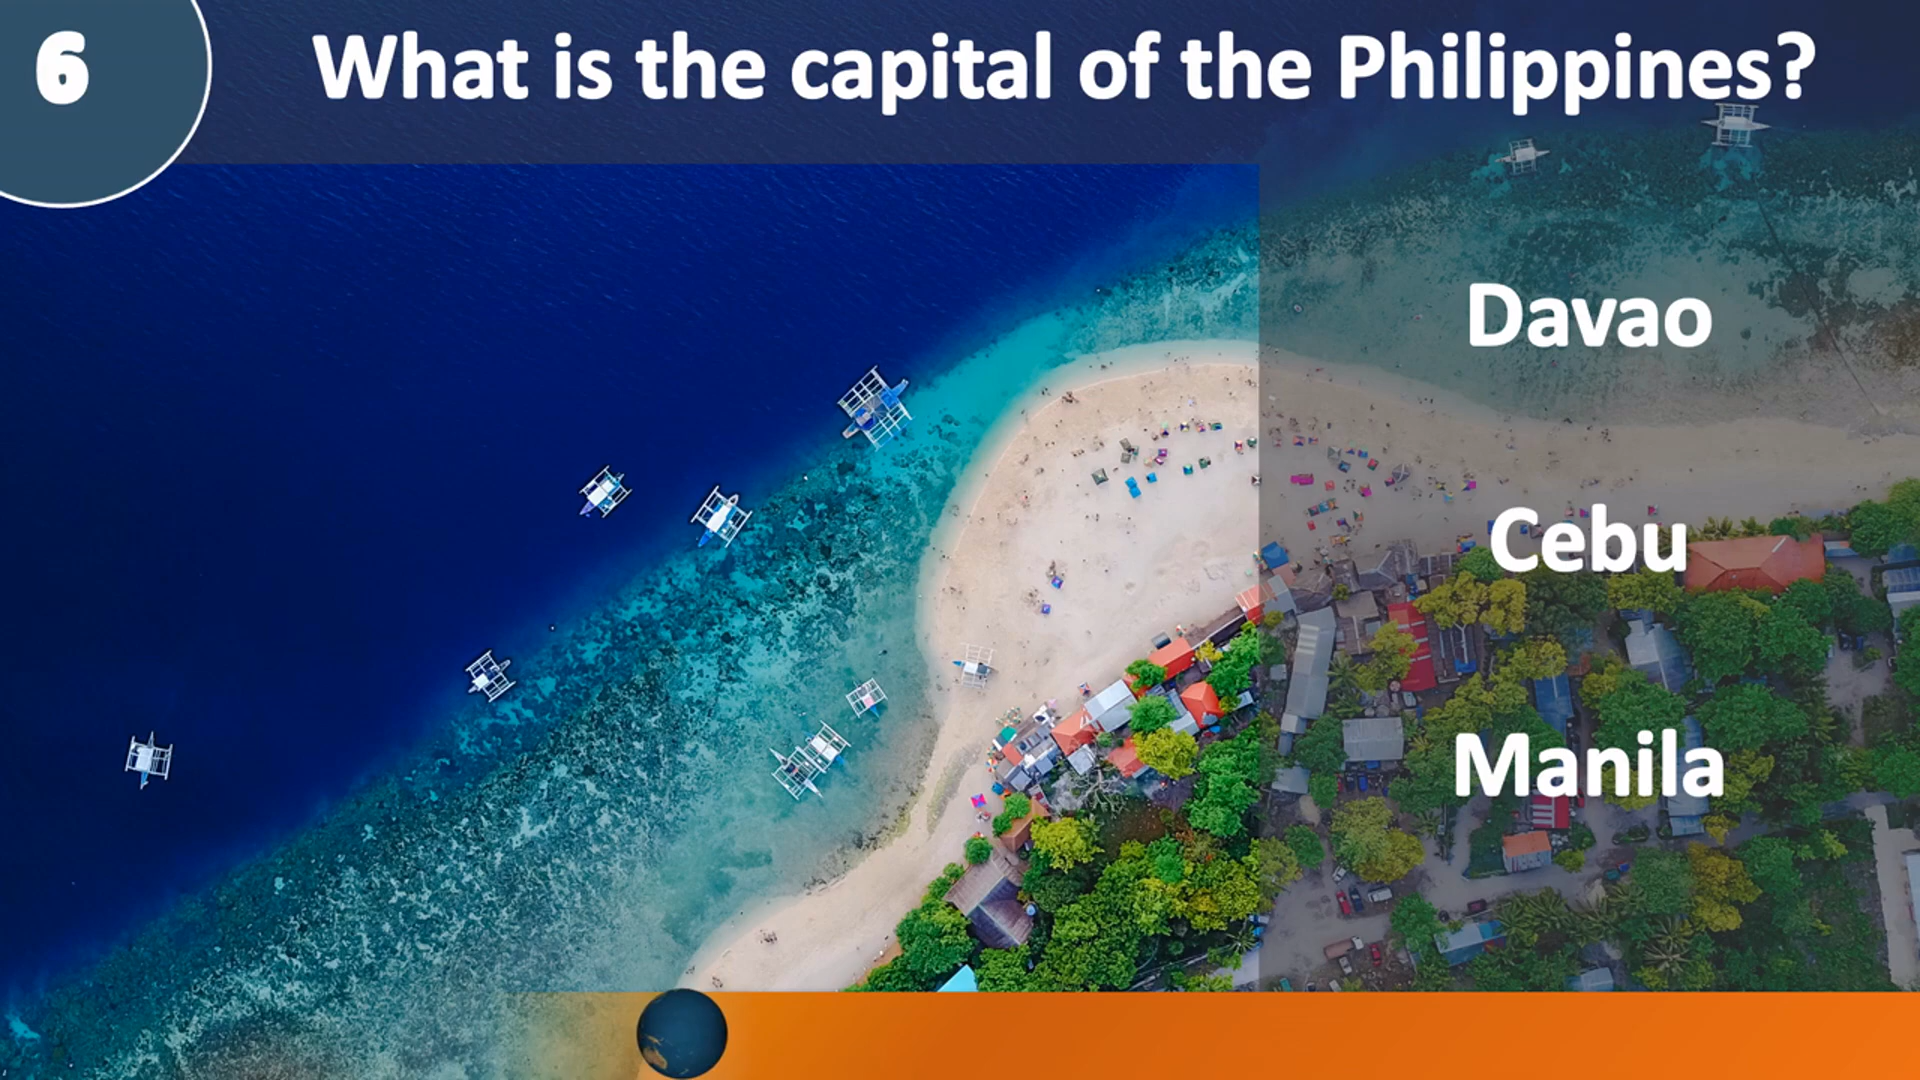 6
What is the capital of the Philippines?
Davao
Cebu
Manila